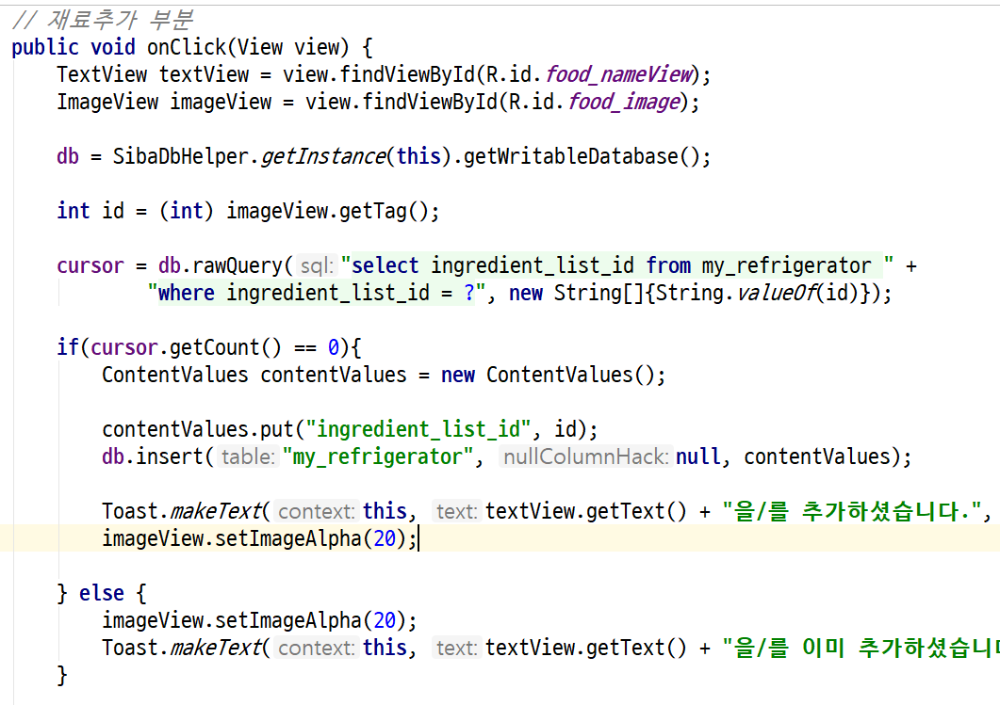 // 재료추가 부분
public void onClick(View view) {
TextView textView = view.findViewById(R.id.food_nameView);
ImageView imageView = view.findViewById(R.id.food_image);
db = SibaDbHelper.getInstance(this).getWritableDatabase();
int id = (int) imageView.getTag();
cursor = db.rawQuery( sql: "select ingredient_list_id from my_refrigerator " +
"where ingredient_list_id = ?", new String[]{String.valueOf(id)});
if(cursor.getCount() == 0){
ContentValues contentValues = new ContentValues();
contentValues.put("ingredient_list_id", id);
db.insert( table: "my_refrigerator", nullColumnHack: null, contentValues);
Toast.makeText( context: this, text: textView.getText() + "을/를 추가하셨습니다.",
imageView.setImageAlpha(20);
} else {
imageView.setImageAlpha(20);
Toast.makeText( context: this, text: textView.getText() + "을/를 이미 추가하셨습니
}